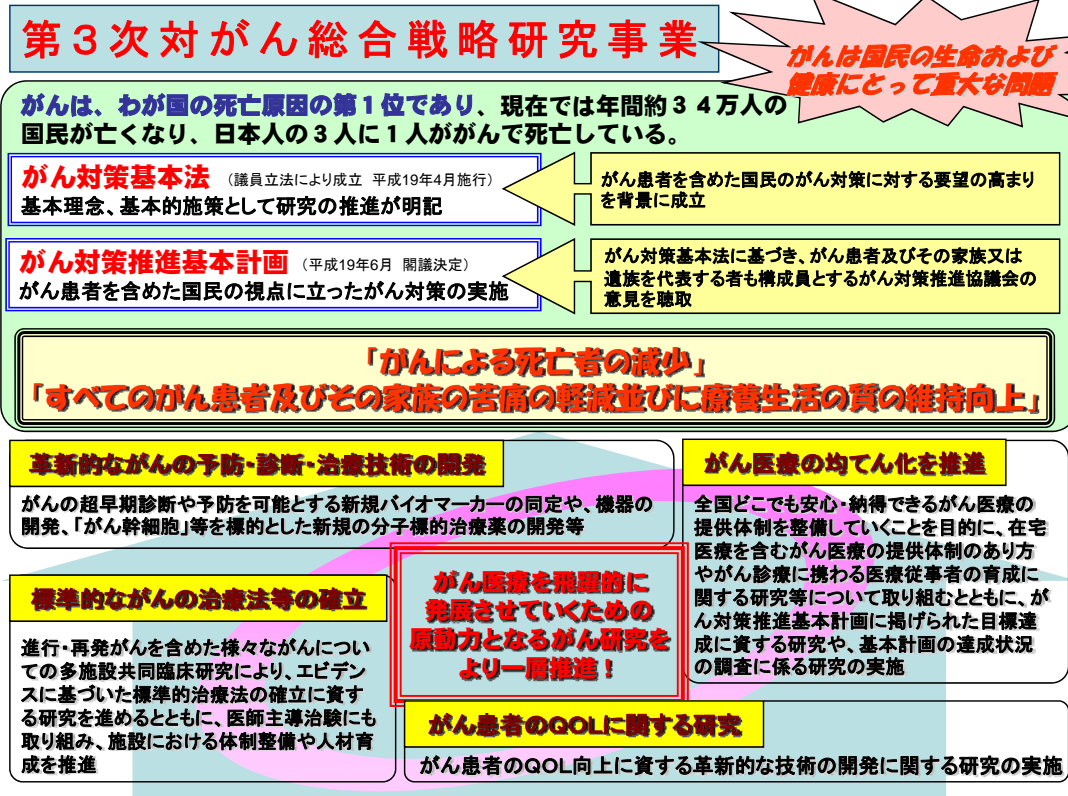 第３次対がん総合戦略研究事業
がんは国民の生命および
健康にとって重大な問題
がんは、わが国の死亡原因の第１位であり、現在では年間約３４万人の
国民が亡くなり、日本人の３人に１人ががんで死亡している。
がん対策基本法（議員立法により成立 平成19年4月施行）
基本理念、基本的施策として研究の推進が明記
がん患者を含めた国民のがん対策に対する要望の高まり
を背景に成立
がん対策推進基本計画（平成19年6月 閣議決定）
がん患者を含めた国民の視点に立ったがん対策の実施
がん対策基本法に基づき、がん患者及びその家族又は
遺族を代表する者も構成員とするがん対策推進協議会の
意見を聴取
「がんによる死亡者の減少」
「すべてのがん患者及びその家族の苦痛の軽減並びに療養生活の質の維持向上」
革新的ながんの予防・診断・治療技術の開発
がんの超早期診断や予防を可能とする新規バイオマーカーの同定や、機器の
開発、「がん幹細胞」等を標的とした新規の分子標的治療薬の開発等
がん医療の均てん化を推進
全国どこでも安心・納得できるがん医療の
提供体制を整備していくことを目的に、在宅
医療を含むがん医療の提供体制のあり方
やがん診療に携わる医療従事者の育成に
関する研究等について取り組むとともに、が
ん対策推進基本計画に掲げられた目標達
成に資する研究や、基本計画の達成状況
の調査に係る研究の実施
がん医療を飛躍的に
発展させていくための
原動力となるがん研究を
より一層推進！
標準的ながんの治療法等の確立
進行・再発がんを含めた様々ながんについ
ての多施設共同臨床研究により、エビデン
スに基づいた標準的治療法の確立に資す
る研究を進めるとともに、医師主導治験にも
取り組み、施設における体制整備や人材育
成を推進
がん患者のQOLに関する研究
がん患者のQOL向上に資する革新的な技術の開発に関する研究の実施